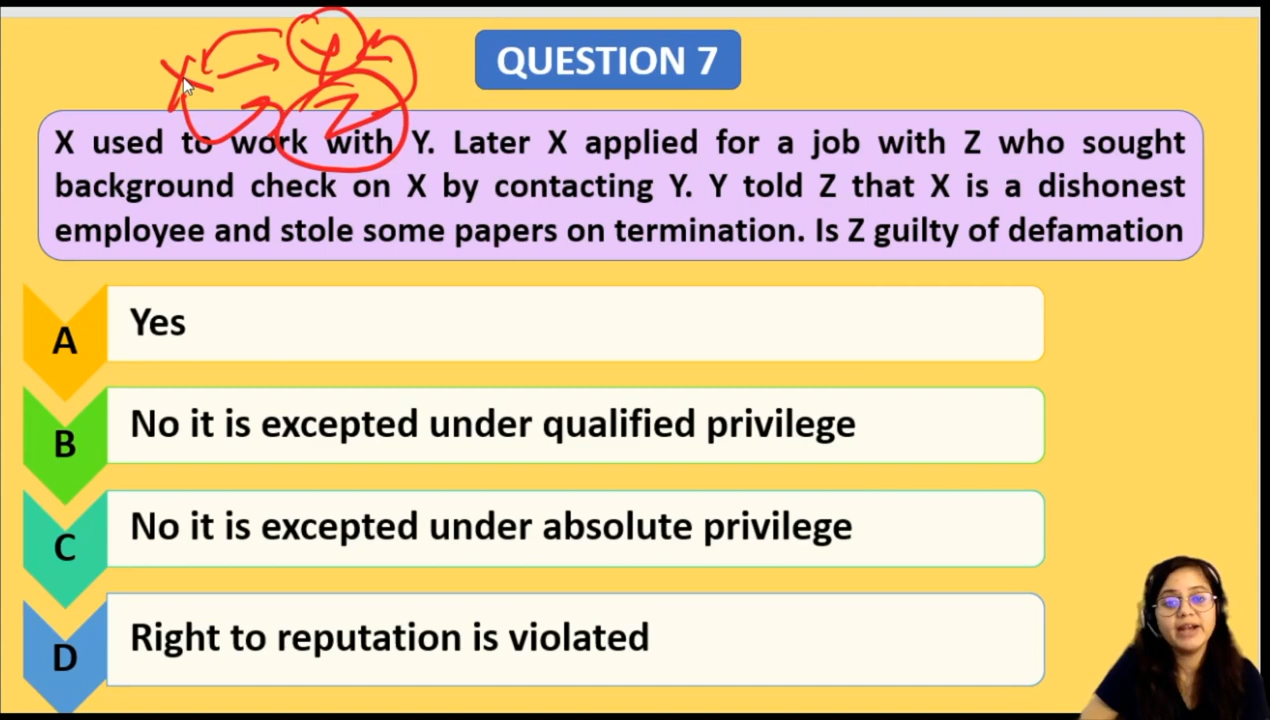 QUESTION 7
X Y
Z
X used to work with Y. Later X applied for a job with Z who sought
background check on X by contacting Y. Y told Z that X is a dishonest
employee and stole some papers on termination. Is Z guilty of defamation
A Yes
B No it is excepted under qualified privilege
C No it is excepted under absolute privilege
D Right to reputation is violated